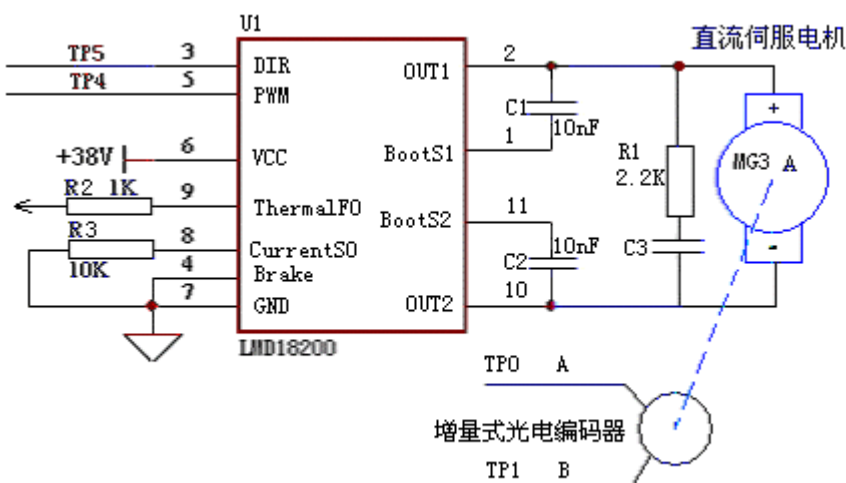 U1
直流伺服电机
TP5 3 DIR OUT1 2
TP4 5 PWM
C1 10nF
+38V 6 VCC BootS1 1
R1 2.2K
MG3 A
+
-
R2 1K 9 ThermalFO
BootS2 11
R3 10K 8 CurrentSO
4 Brake
C2 10nF
C3
7 GND OUT2 10
LMD18200
TP0 A
增量式光电编码器
TP1 B